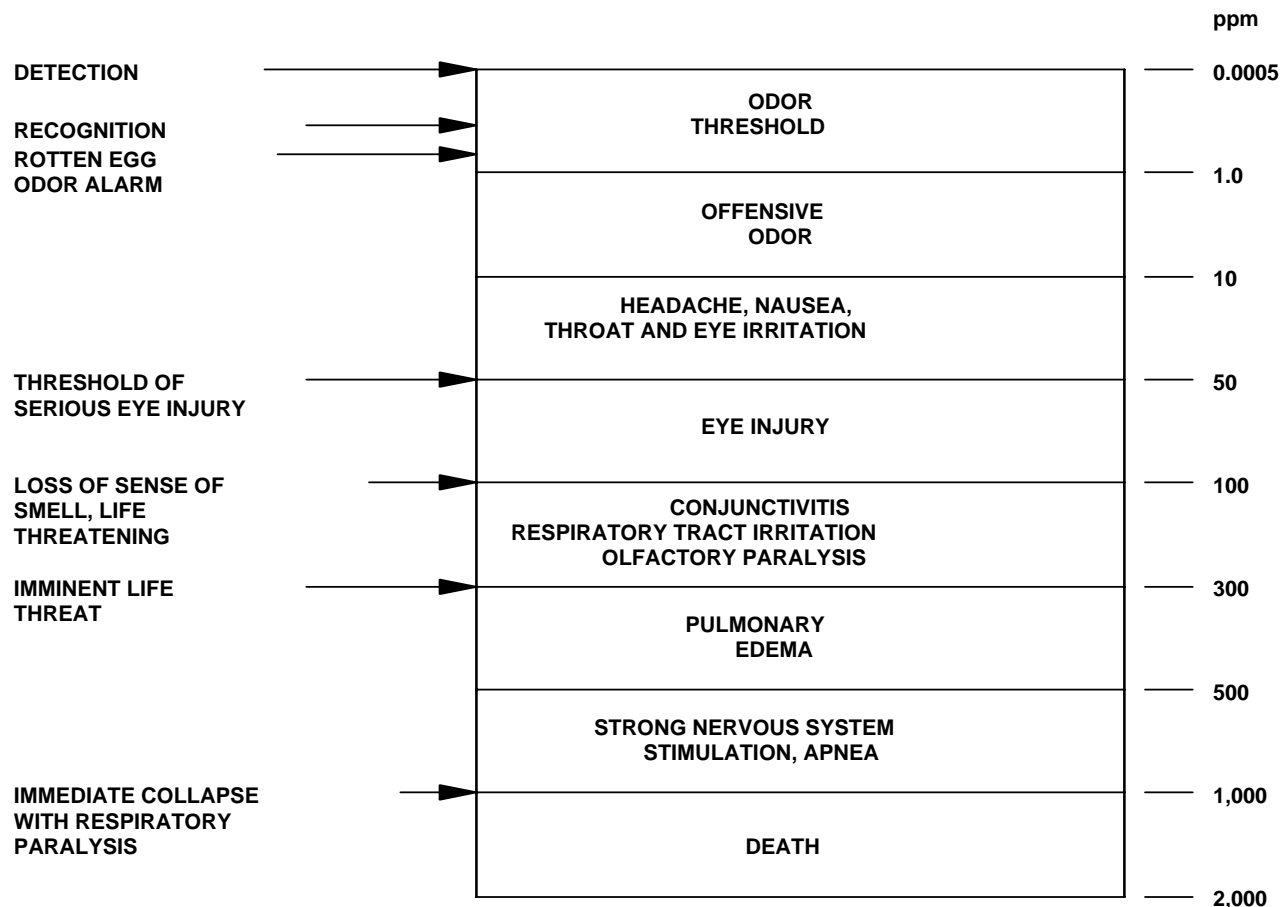 ppm
DETECTION
0.0005
ODOR
THRESHOLD
RECOGNITION
ROTTEN EGG
ODOR ALARM
1.0
OFFENSIVE
ODOR
10
HEADACHE, NAUSEA,
THROAT AND EYE IRRITATION
THRESHOLD OF
SERIOUS EYE INJURY
50
EYE INJURY
LOSS OF SENSE OF
SMELL, LIFE
THREATENING
100
CONJUNCTIVITIS
RESPIRATORY TRACT IRRITATION
OLFACTORY PARALYSIS
IMMINENT LIFE
THREAT
300
PULMONARY
EDEMA
500
STRONG NERVOUS SYSTEM
STIMULATION, APNEA
IMMEDIATE COLLAPSE
WITH RESPIRATORY
PARALYSIS
1,000
DEATH
2,000